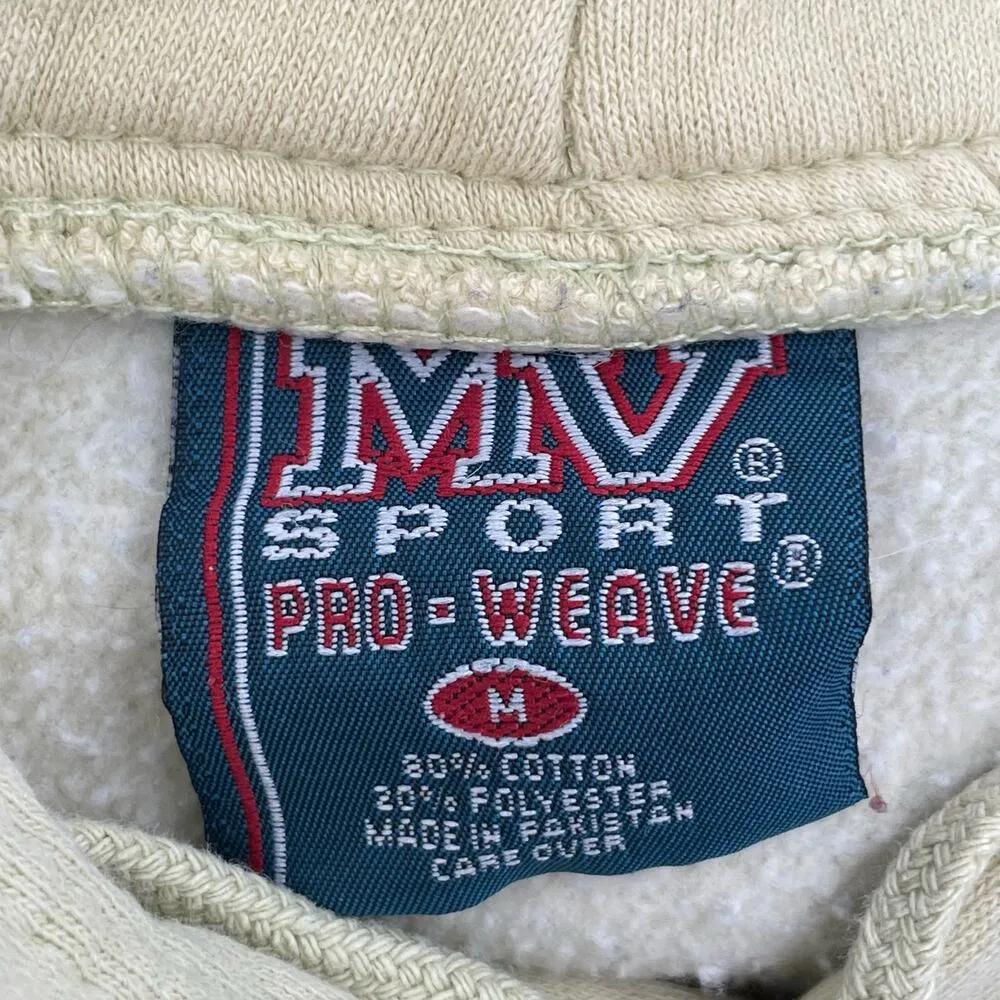 MV®
SPORT
PRO-WEAVE®
M
80% COTTON
20% POLYESTER
MADE IN PAKISTAN
CARE OVER